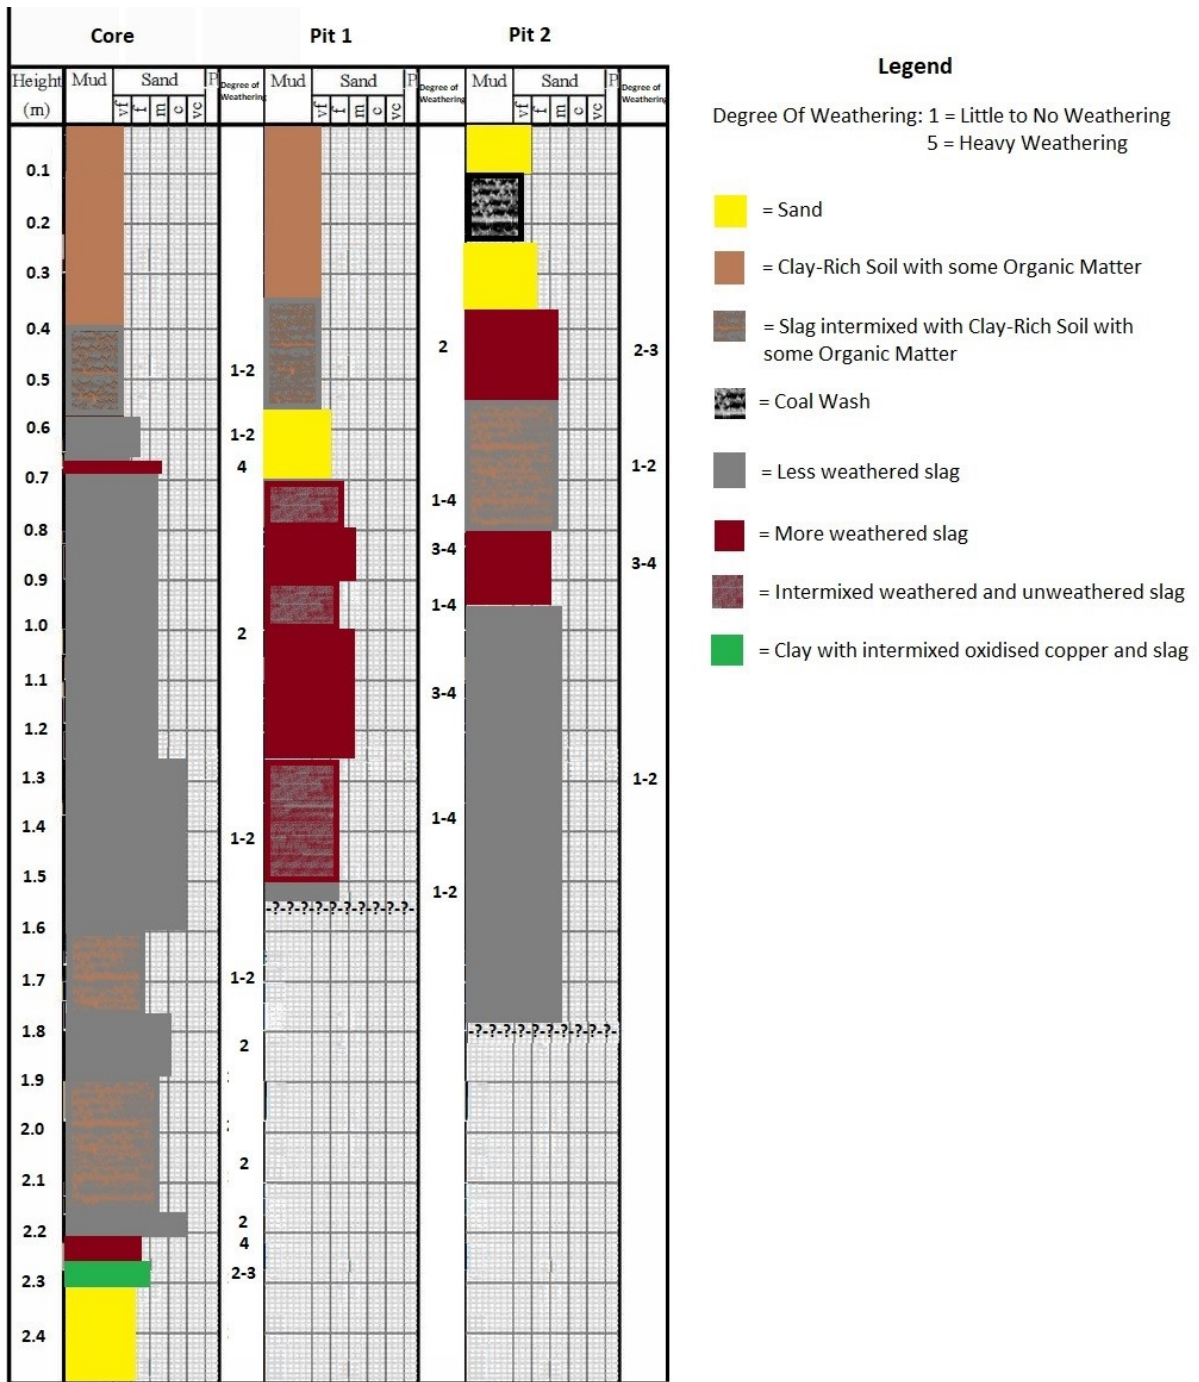 Core Pit 1 Pit 2
Height Mud Sand P Degree of Mud Sand P Degree of Mud Sand P Degree of
(m) vf f m c vc Weathering vf f m c vc Weathering vf f m c vc Weathering
0.1
0.2
0.3
0.4 2 2-3
0.5 1-2
0.6 1-2
0.7 4 1-2
0.8 1-4
0.9 3-4 3-4
1.0 2 1-4
1.1 3-4
1.2
1.3 1-2
1.4 1-2 1-4
1.5 1-2
-?-?-?-?-?-?-?-?-?-
1.6
1.7 1-2
1.8 2 -?-?-?-?-?-?-?-?-?-
1.9
2.0
2.1 2
2.2 2
4
2.3 2-3
2.4
Legend
Degree Of Weathering: 1 = Little to No Weathering
5 = Heavy Weathering
= Sand
= Clay-Rich Soil with some Organic Matter
= Slag intermixed with Clay-Rich Soil with
some Organic Matter
= Coal Wash
= Less weathered slag
= More weathered slag
= Intermixed weathered and unweathered slag
= Clay with intermixed oxidised copper and slag